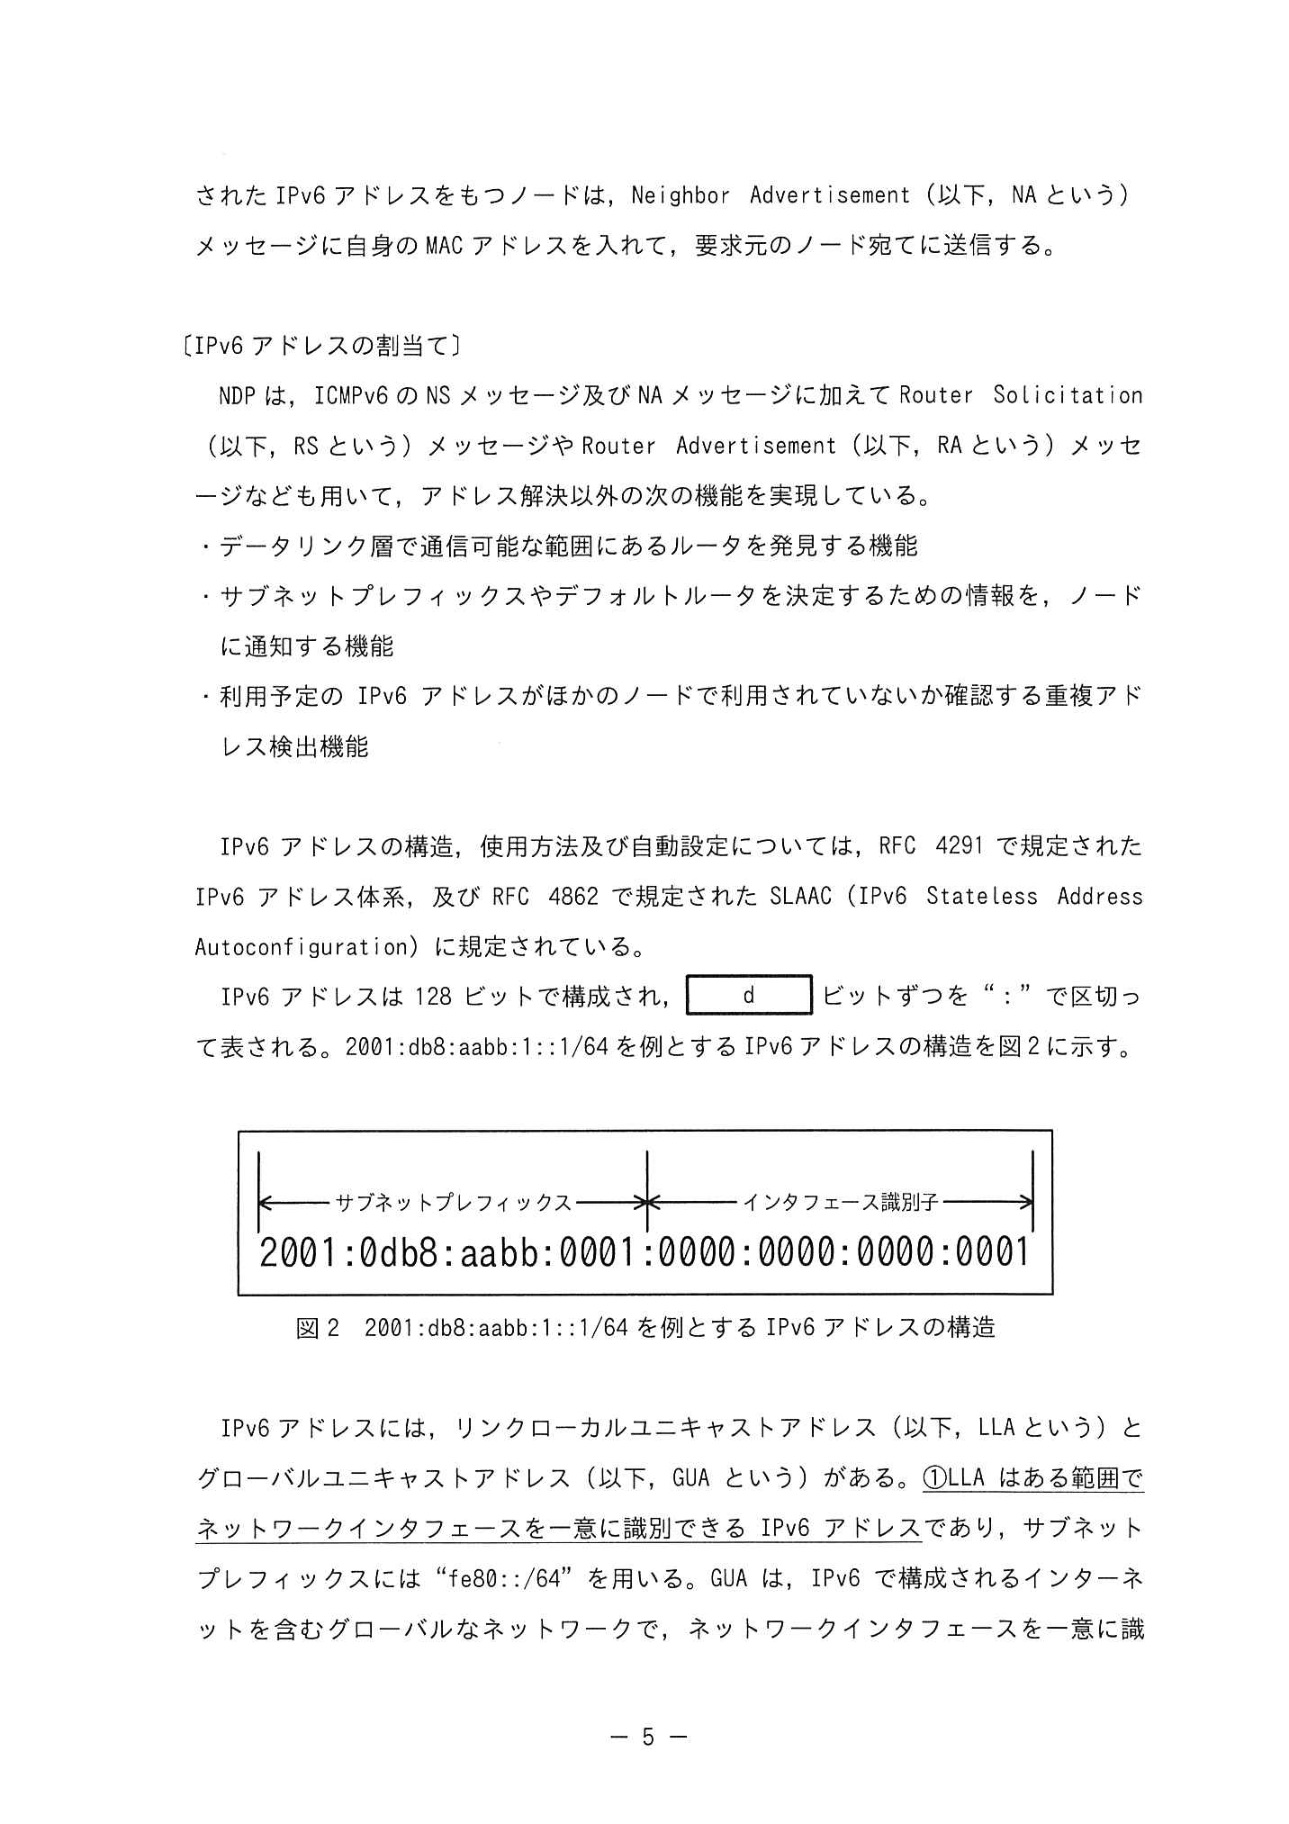 された IPv6 アドレスをもつノードは，Neighbor Advertisement（以下，NA という）
メッセージに自身の MAC アドレスを入れて，要求元のノード宛てに送信する。
〔IPv6 アドレスの割当て〕
NDP は，ICMPv6 の NS メッセージ及び NA メッセージに加えて Router Solicitation
（以下，RS という）メッセージや Router Advertisement（以下，RA という）メッセ
ージなども用いて，アドレス解決以外の次の機能を実現している。
・データリンク層で通信可能な範囲にあるルータを発見する機能
・サブネットプレフィックスやデフォルトルータを決定するための情報を，ノード
に通知する機能
・利用予定の IPv6 アドレスがほかのノードで利用されていないか確認する重複アド
レス検出機能
IPv6 アドレスの構造，使用方法及び自動設定については，RFC 4291 で規定された
IPv6 アドレス体系，及び RFC 4862 で規定された SLAAC（IPv6 Stateless Address
Autoconfiguration）に規定されている。
IPv6 アドレスは 128 ビットで構成され， d ビットずつを “：” で区切っ
て表される。2001:db8:aabb:1::1/64 を例とする IPv6 アドレスの構造を図 2 に示す。
サブネットプレフィックス インタフェース識別子
2001:0db8:aabb:0001:0000:0000:0000:0001
図 2 2001:db8:aabb:1::1/64 を例とする IPv6 アドレスの構造
IPv6 アドレスには，リンクローカルユニキャストアドレス（以下，LLA という）と
グローバルユニキャストアドレス（以下，GUA という）がある。①LLA はある範囲で
ネットワークインタフェースを一意に識別できる IPv6 アドレスであり，サブネット
プレフィックスには “fe80::/64” を用いる。GUA は，IPv6 で構成されるインターネ
ットを含むグローバルなネットワークで，ネットワークインタフェースを一意に識
－ 5 －